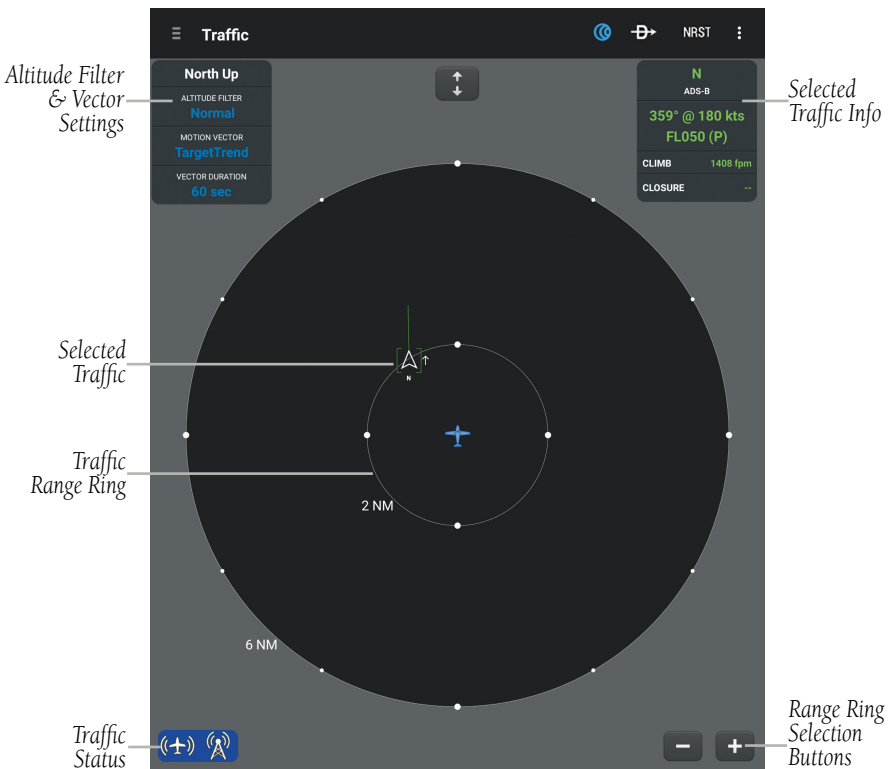 Traffic
NRST
Altitude Filter
& Vector
Settings
North Up
ALTITUDE FILTER
Normal
MOTION VECTOR
TargetTrend
VECTOR DURATION
60 sec
N
ADS-B
359° @ 180 kts
FL050 (P)
CLIMB 1408 fpm
CLOSURE --
Selected
Traffic Info
Selected
Traffic
N
Traffic
Range Ring
2 NM
6 NM
Traffic
Status
Range Ring
Selection
Buttons